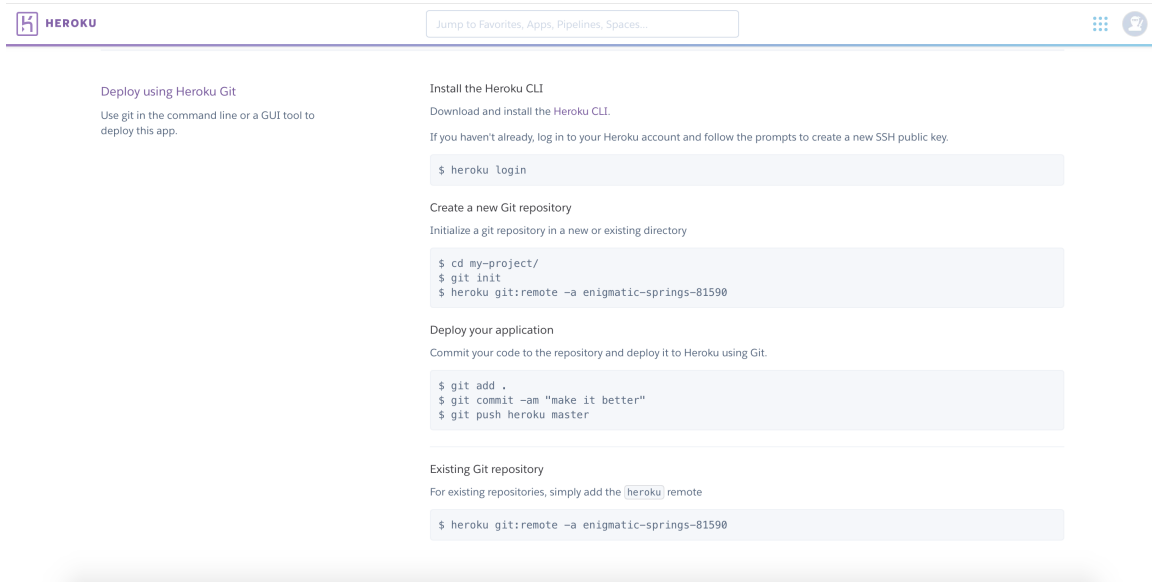 HEROKU
Jump to Favorites, Apps, Pipelines, Spaces...
Deploy using Heroku Git
Use git in the command line or a GUI tool to
deploy this app.
Install the Heroku CLI
Download and install the Heroku CLI.
If you haven't already, log in to your Heroku account and follow the prompts to create a new SSH public key.
$ heroku login
Create a new Git repository
Initialize a git repository in a new or existing directory
$ cd my-project/
$ git init
$ heroku git:remote -a enigmatic-springs-81590
Deploy your application
Commit your code to the repository and deploy it to Heroku using Git.
$ git add .
$ git commit -am "make it better"
$ git push heroku master
Existing Git repository
For existing repositories, simply add the heroku remote
$ heroku git:remote -a enigmatic-springs-81590